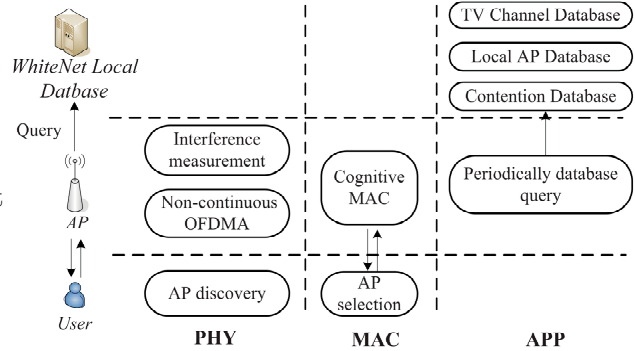 TV Channel Database
Local AP Database
Contention Database
WhiteNet Local
Datbase
Query
AP
User
Interference
measurement
Non-continuous
OFDMA
AP discovery
Cognitive
MAC
AP
selection
Periodically database
query
PHY
MAC
APP